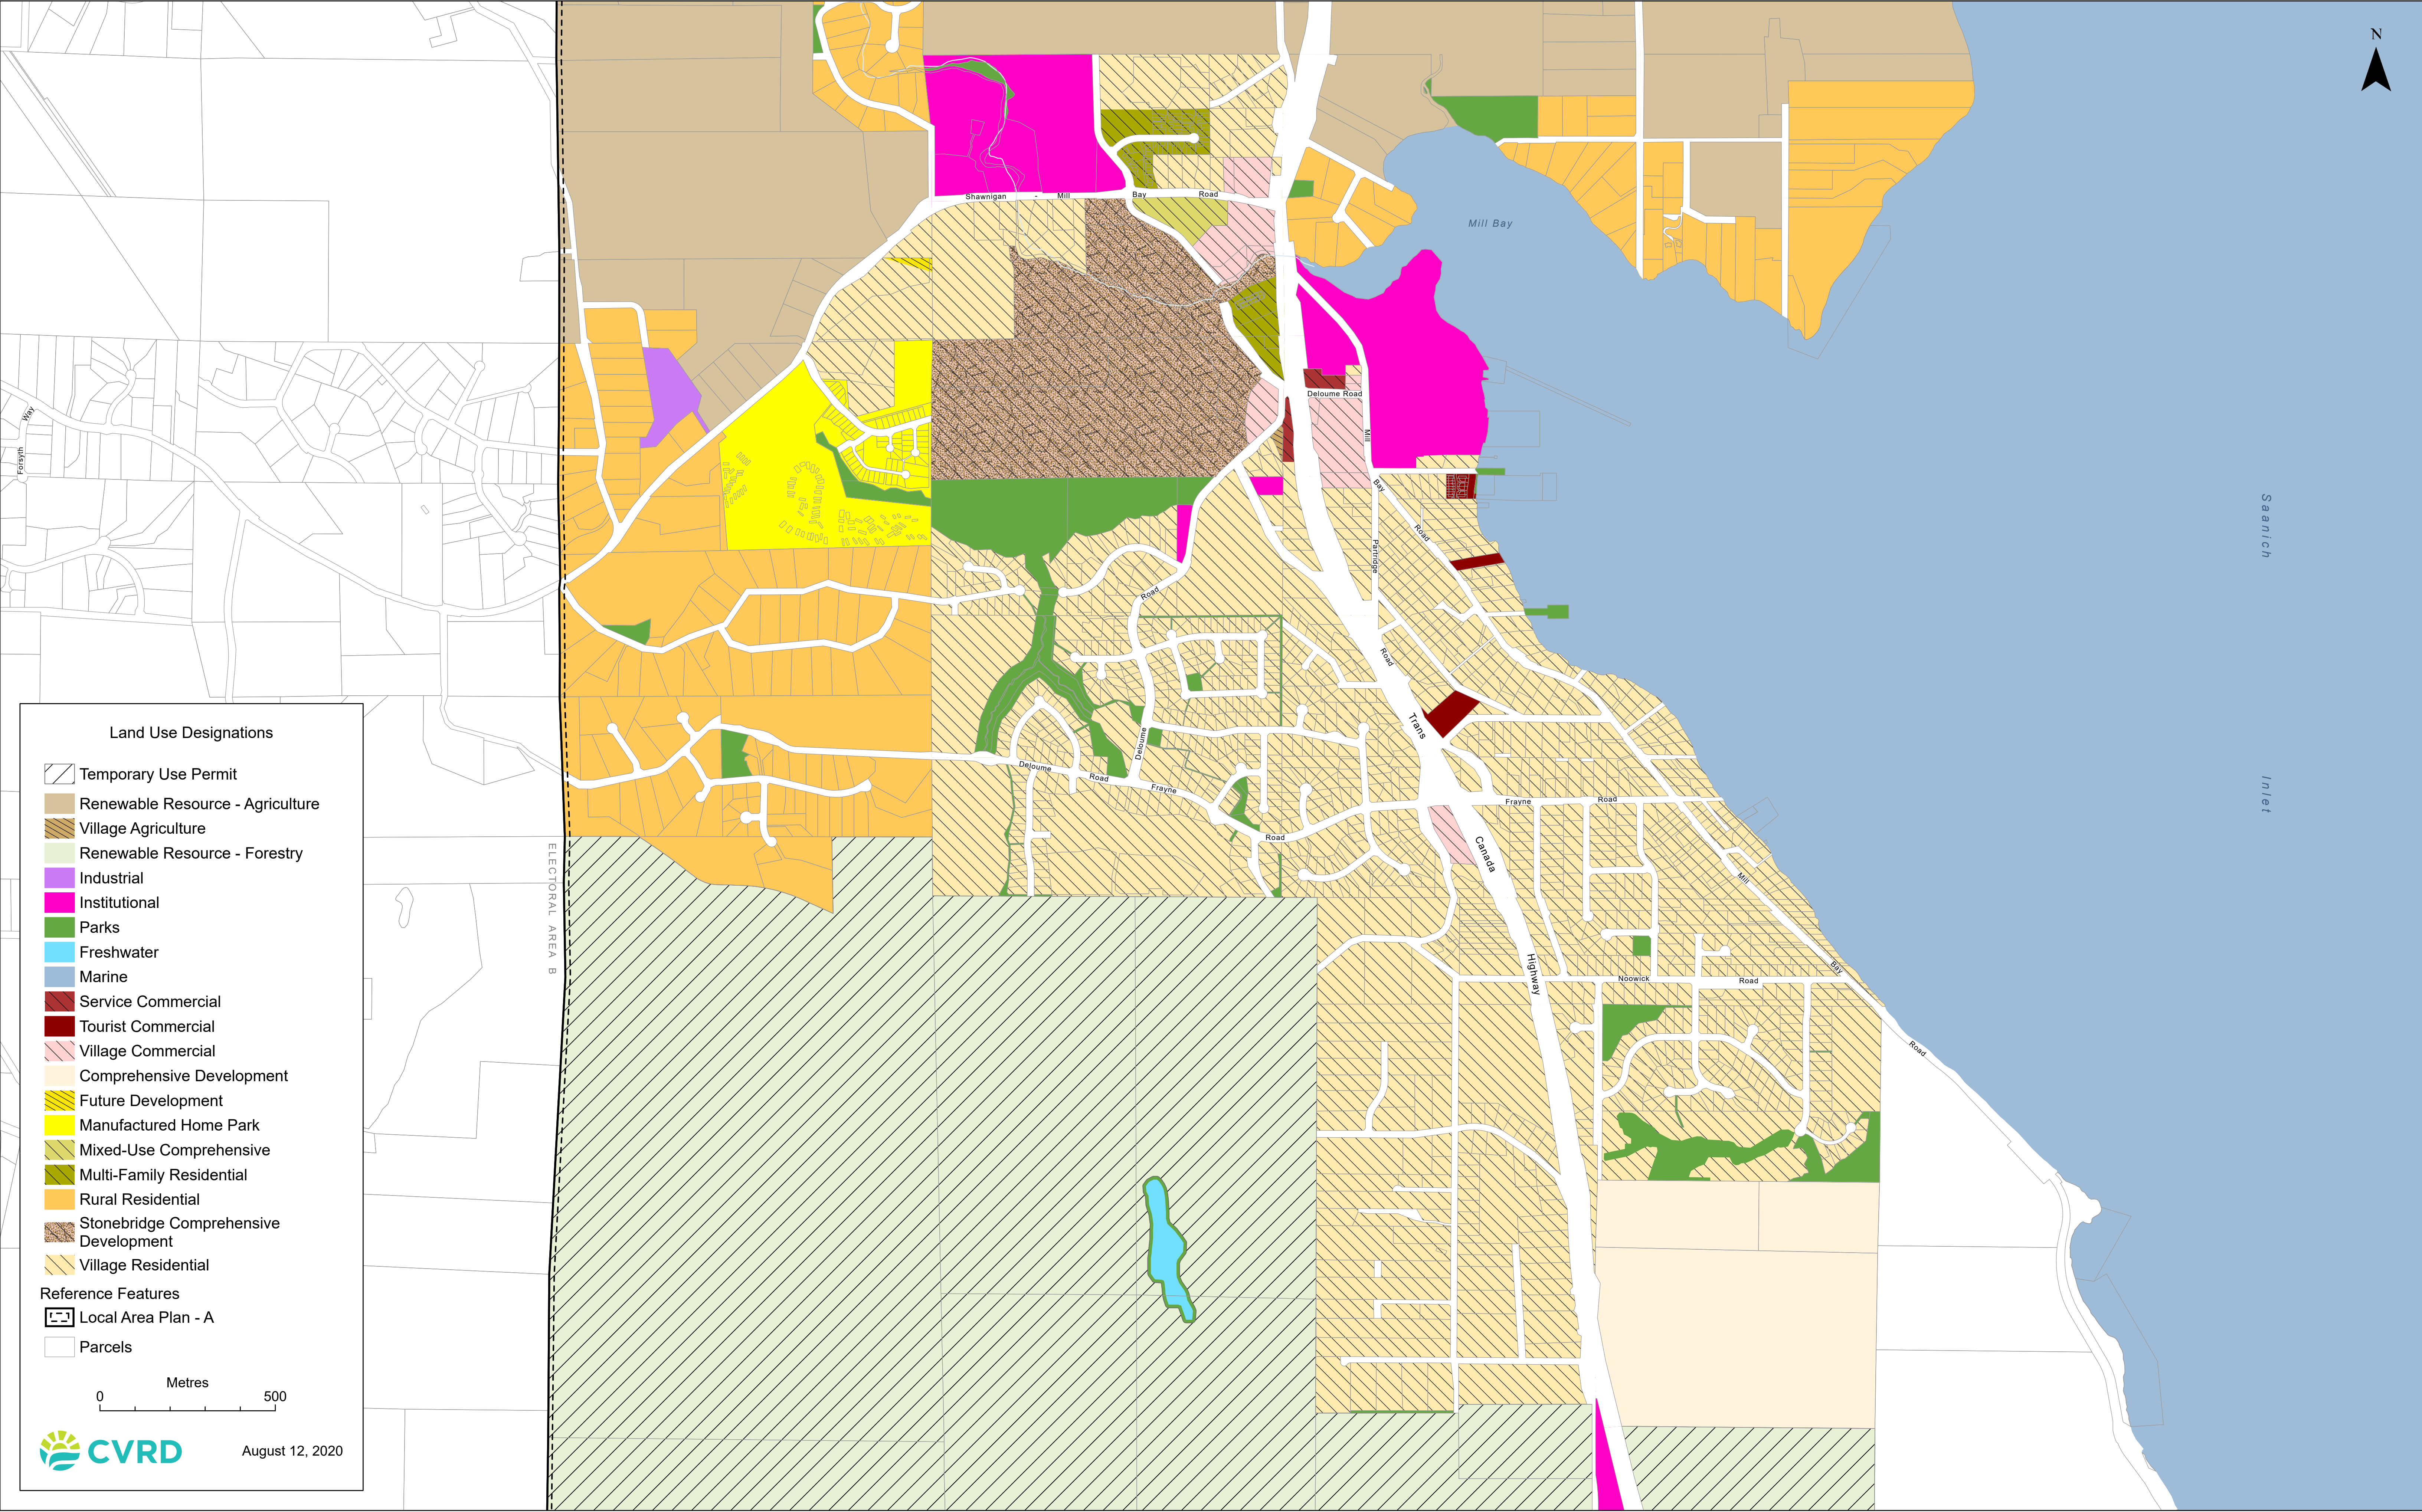 N
Shawnigan Mill Bay Road
Mill Bay
Way
Forsyth
Deloume Road
Mill
Bay
Road
Partridge
Saanich
Inlet
Road
Road
Trans
Deloume
Deloume Road
Frayne
Road
Frayne Road
Canada
Highway
Mill
Bay
Road
Noowick Road
ELECTORAL AREA B
Land Use Designations
Temporary Use Permit
Renewable Resource - Agriculture
Village Agriculture
Renewable Resource - Forestry
Industrial
Institutional
Parks
Freshwater
Marine
Service Commercial
Tourist Commercial
Village Commercial
Comprehensive Development
Future Development
Manufactured Home Park
Mixed-Use Comprehensive
Multi-Family Residential
Rural Residential
Stonebridge Comprehensive
Development
Village Residential
Reference Features
Local Area Plan - A
Parcels
Metres
0 500
CVRD
August 12, 2020